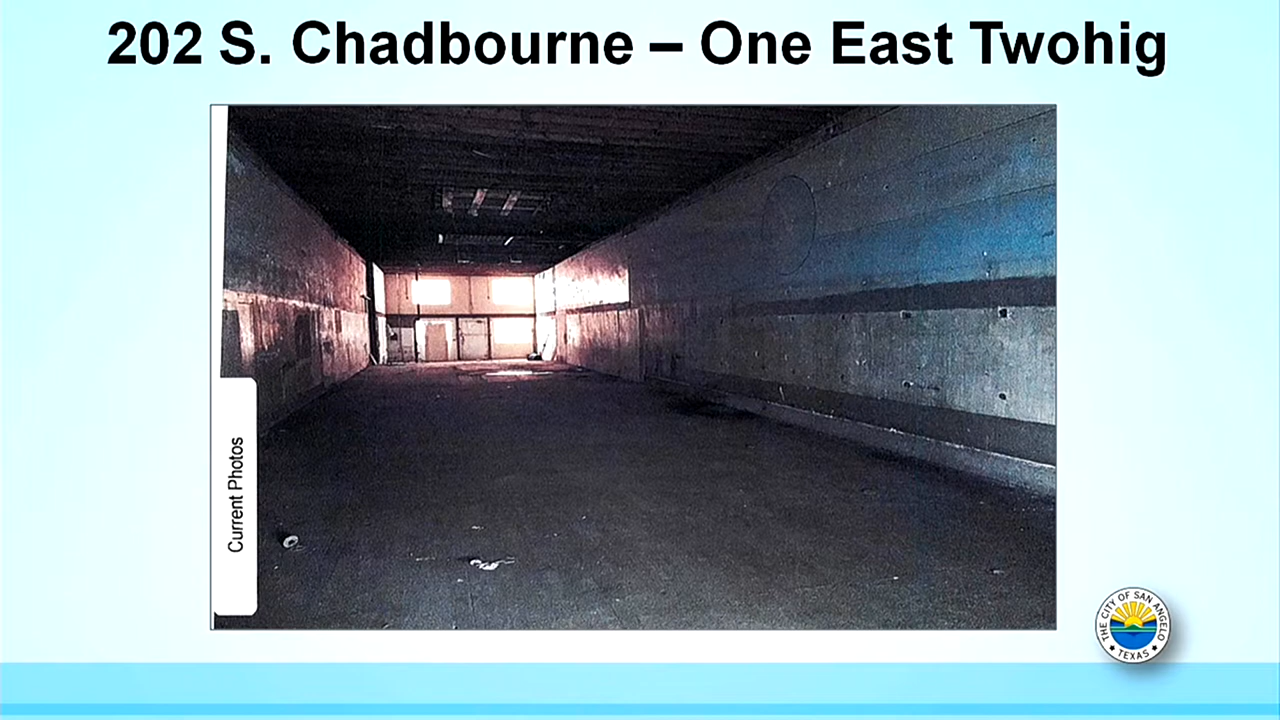 202 S. Chadbourne – One East Twohig
Current Photos
THE CITY OF SAN ANGELO
TEXAS